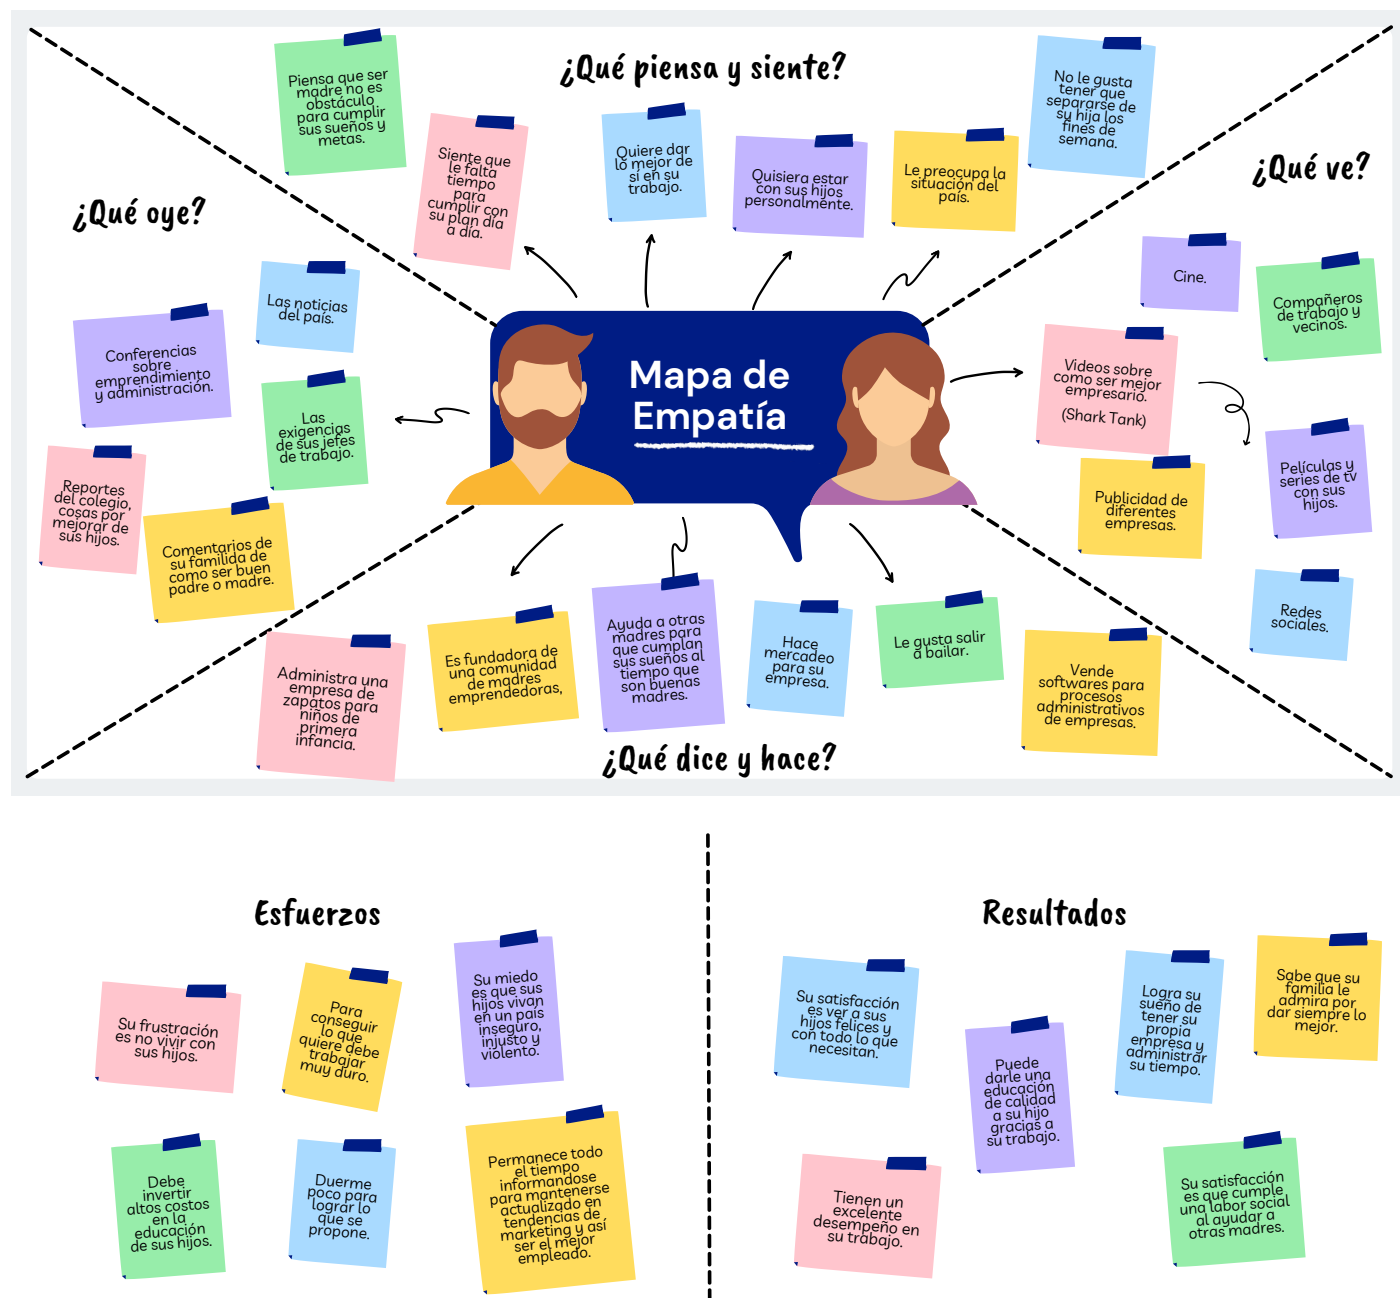 ¿Qué piensa y siente?
Piensa que ser
madre no es
obstáculo
para cumplir
sus sueños y
metas.
Siente que
le falta
tiempo
para
cumplir con
su plan día
a día.
Quiere dar
lo mejor de
si en su
trabajo.
Quisiera estar
con sus hijos
personalmente.
Le preocupa la
situación del
país.
No le gusta
tener que
separarse de
su hija los
fines de
semana.
¿Qué oye?
Las noticias
del país.
Conferencias
sobre
emprendimiento
y administración.
Las
exigencias
de sus jefes
de trabajo.
Reportes
del colegio,
cosas por
mejorar de
sus hijos.
Comentarios de
su familida de
como ser buen
padre o madre.
Mapa de
Empatía
¿Qué ve?
Cine.
Compañeros
de trabajo y
vecinos.
Videos sobre
como ser mejor
empresario.
(Shark Tank)
Películas y
series de tv
con sus
hijos.
Publicidad de
diferentes
empresas.
Redes
sociales.
Administra una
empresa de
zapatos para
niños de
primera
infancia.
Es fundadora de
una comunidad
de madres
emprendedoras,
Ayuda a otras
madres para
que cumplan
sus sueños al
tiempo que
son buenas
madres.
Hace
mercadeo
para su
empresa.
Le gusta salir
a bailar.
Vende
softwares para
procesos
administrativos
de empresas.
¿Qué dice y hace?
Esfuerzos
Su frustración
es no vivir con
sus hijos.
Para
conseguir
lo que
quiere debe
trabajar
muy duro.
Su miedo
es que sus
hijos vivan
en un país
inseguro,
injusto y
violento.
Debe
invertir
altos costos
en la
educación
de sus hijos.
Duerme
poco para
lograr lo
que se
propone.
Permanece todo
el tiempo
informandose
para mantenerse
actualizado en
tendencias de
marketing y así
ser el mejor
empleado.
Resultados
Su satisfacción
es ver a sus
hijos felices y
con todo lo que
necesitan.
Puede
darle una
educación
de calidad
a su hijo
gracias a
su trabajo.
Logra su
sueño de
tener su
propia
empresa y
administrar
su tiempo.
Sabe que su
familia le
admira por
dar siempre lo
mejor.
Tienen un
excelente
desempeño en
su trabajo.
Su satisfacción
es que cumple
una labor social
al ayudar a
otras madres.